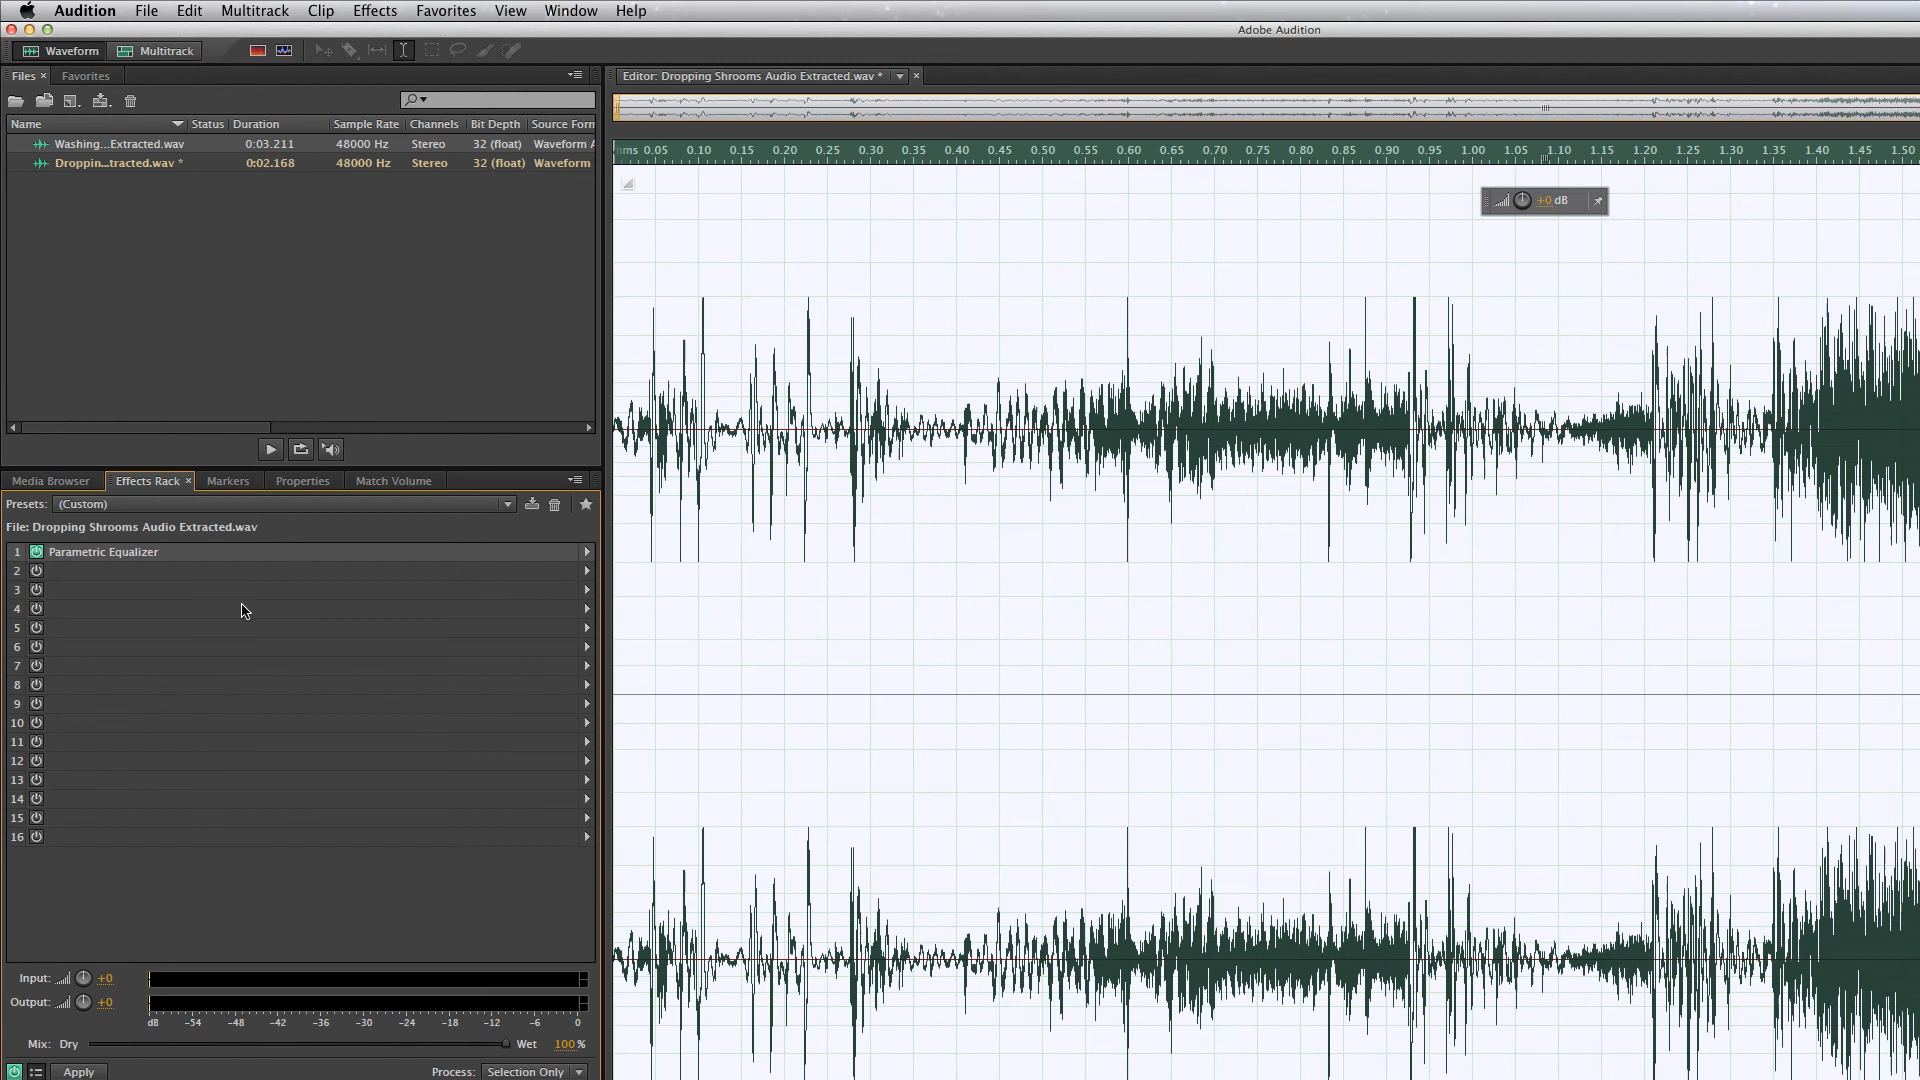 Audition File Edit Multitrack Clip Effects Favorites View Window Help
Adobe Audition
Waveform Multitrack
Files × Favorites
Editor: Dropping Shrooms Audio Extracted.wav *
Name Status Duration Sample Rate Channels Bit Depth Source Form
Washing...Extracted.wav 0:03.211 48000 Hz Stereo 32 (float) Waveform A
Droppin...tracted.wav * 0:02.168 48000 Hz Stereo 32 (float) Waveform
hms 0.05 0.10 0.15 0.20 0.25 0.30 0.35 0.40 0.45 0.50 0.55 0.60 0.65 0.70 0.75 0.80 0.85 0.90 0.95 1.00 1.05 1.10 1.15 1.20 1.25 1.30 1.35 1.40 1.45 1.50
+0 dB
Media Browser Effects Rack × Markers Properties Match Volume
Presets: (Custom)
File: Dropping Shrooms Audio Extracted.wav
1 Parametric Equalizer
2
3
4
5
6
7
8
9
10
11
12
13
14
15
16
Input: +0
Output: +0
dB -54 -48 -42 -36 -30 -24 -18 -12 -6 0
Mix: Dry Wet 100 %
Apply Process: Selection Only